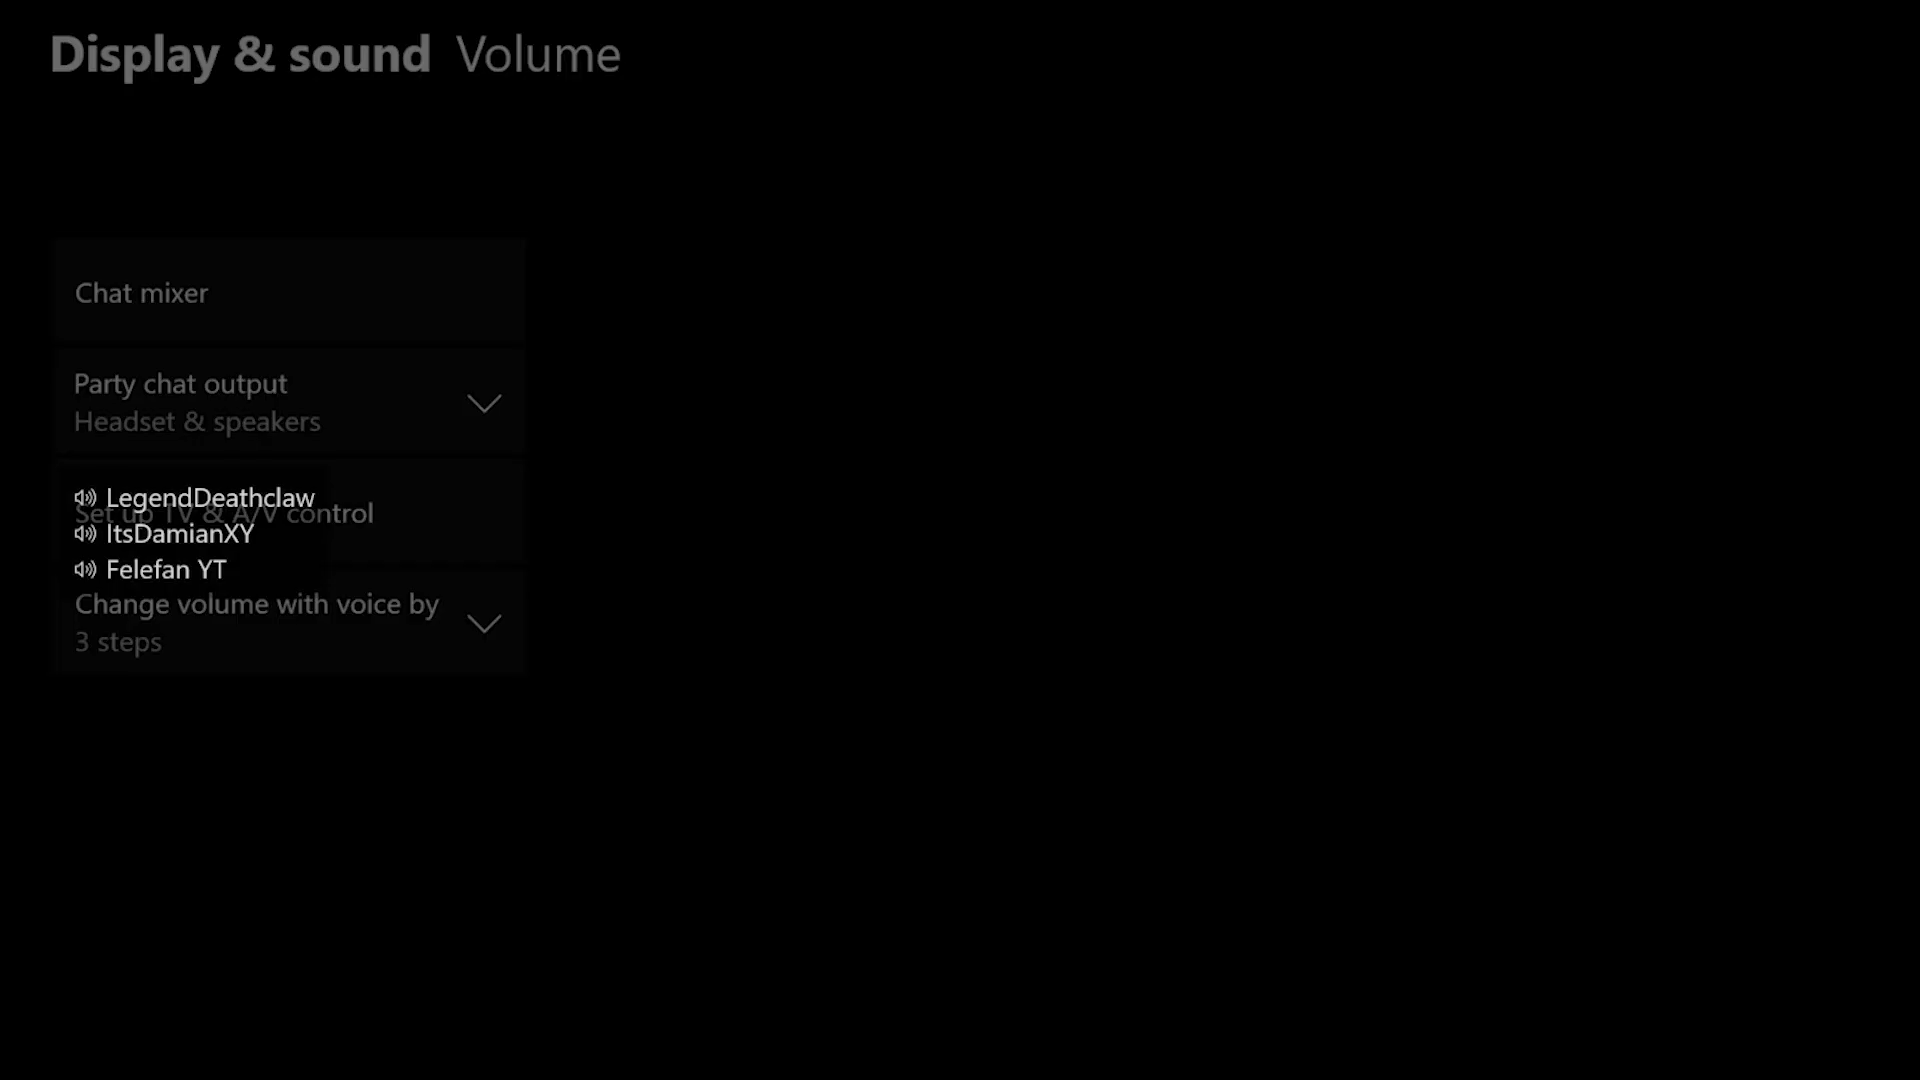 Display & sound Volume
Chat mixer
Party chat output
Headset & speakers
LegendDeathclaw
Set up TV & A/V control
ItsDamianXY
Felefan YT
Change volume with voice by
3 steps